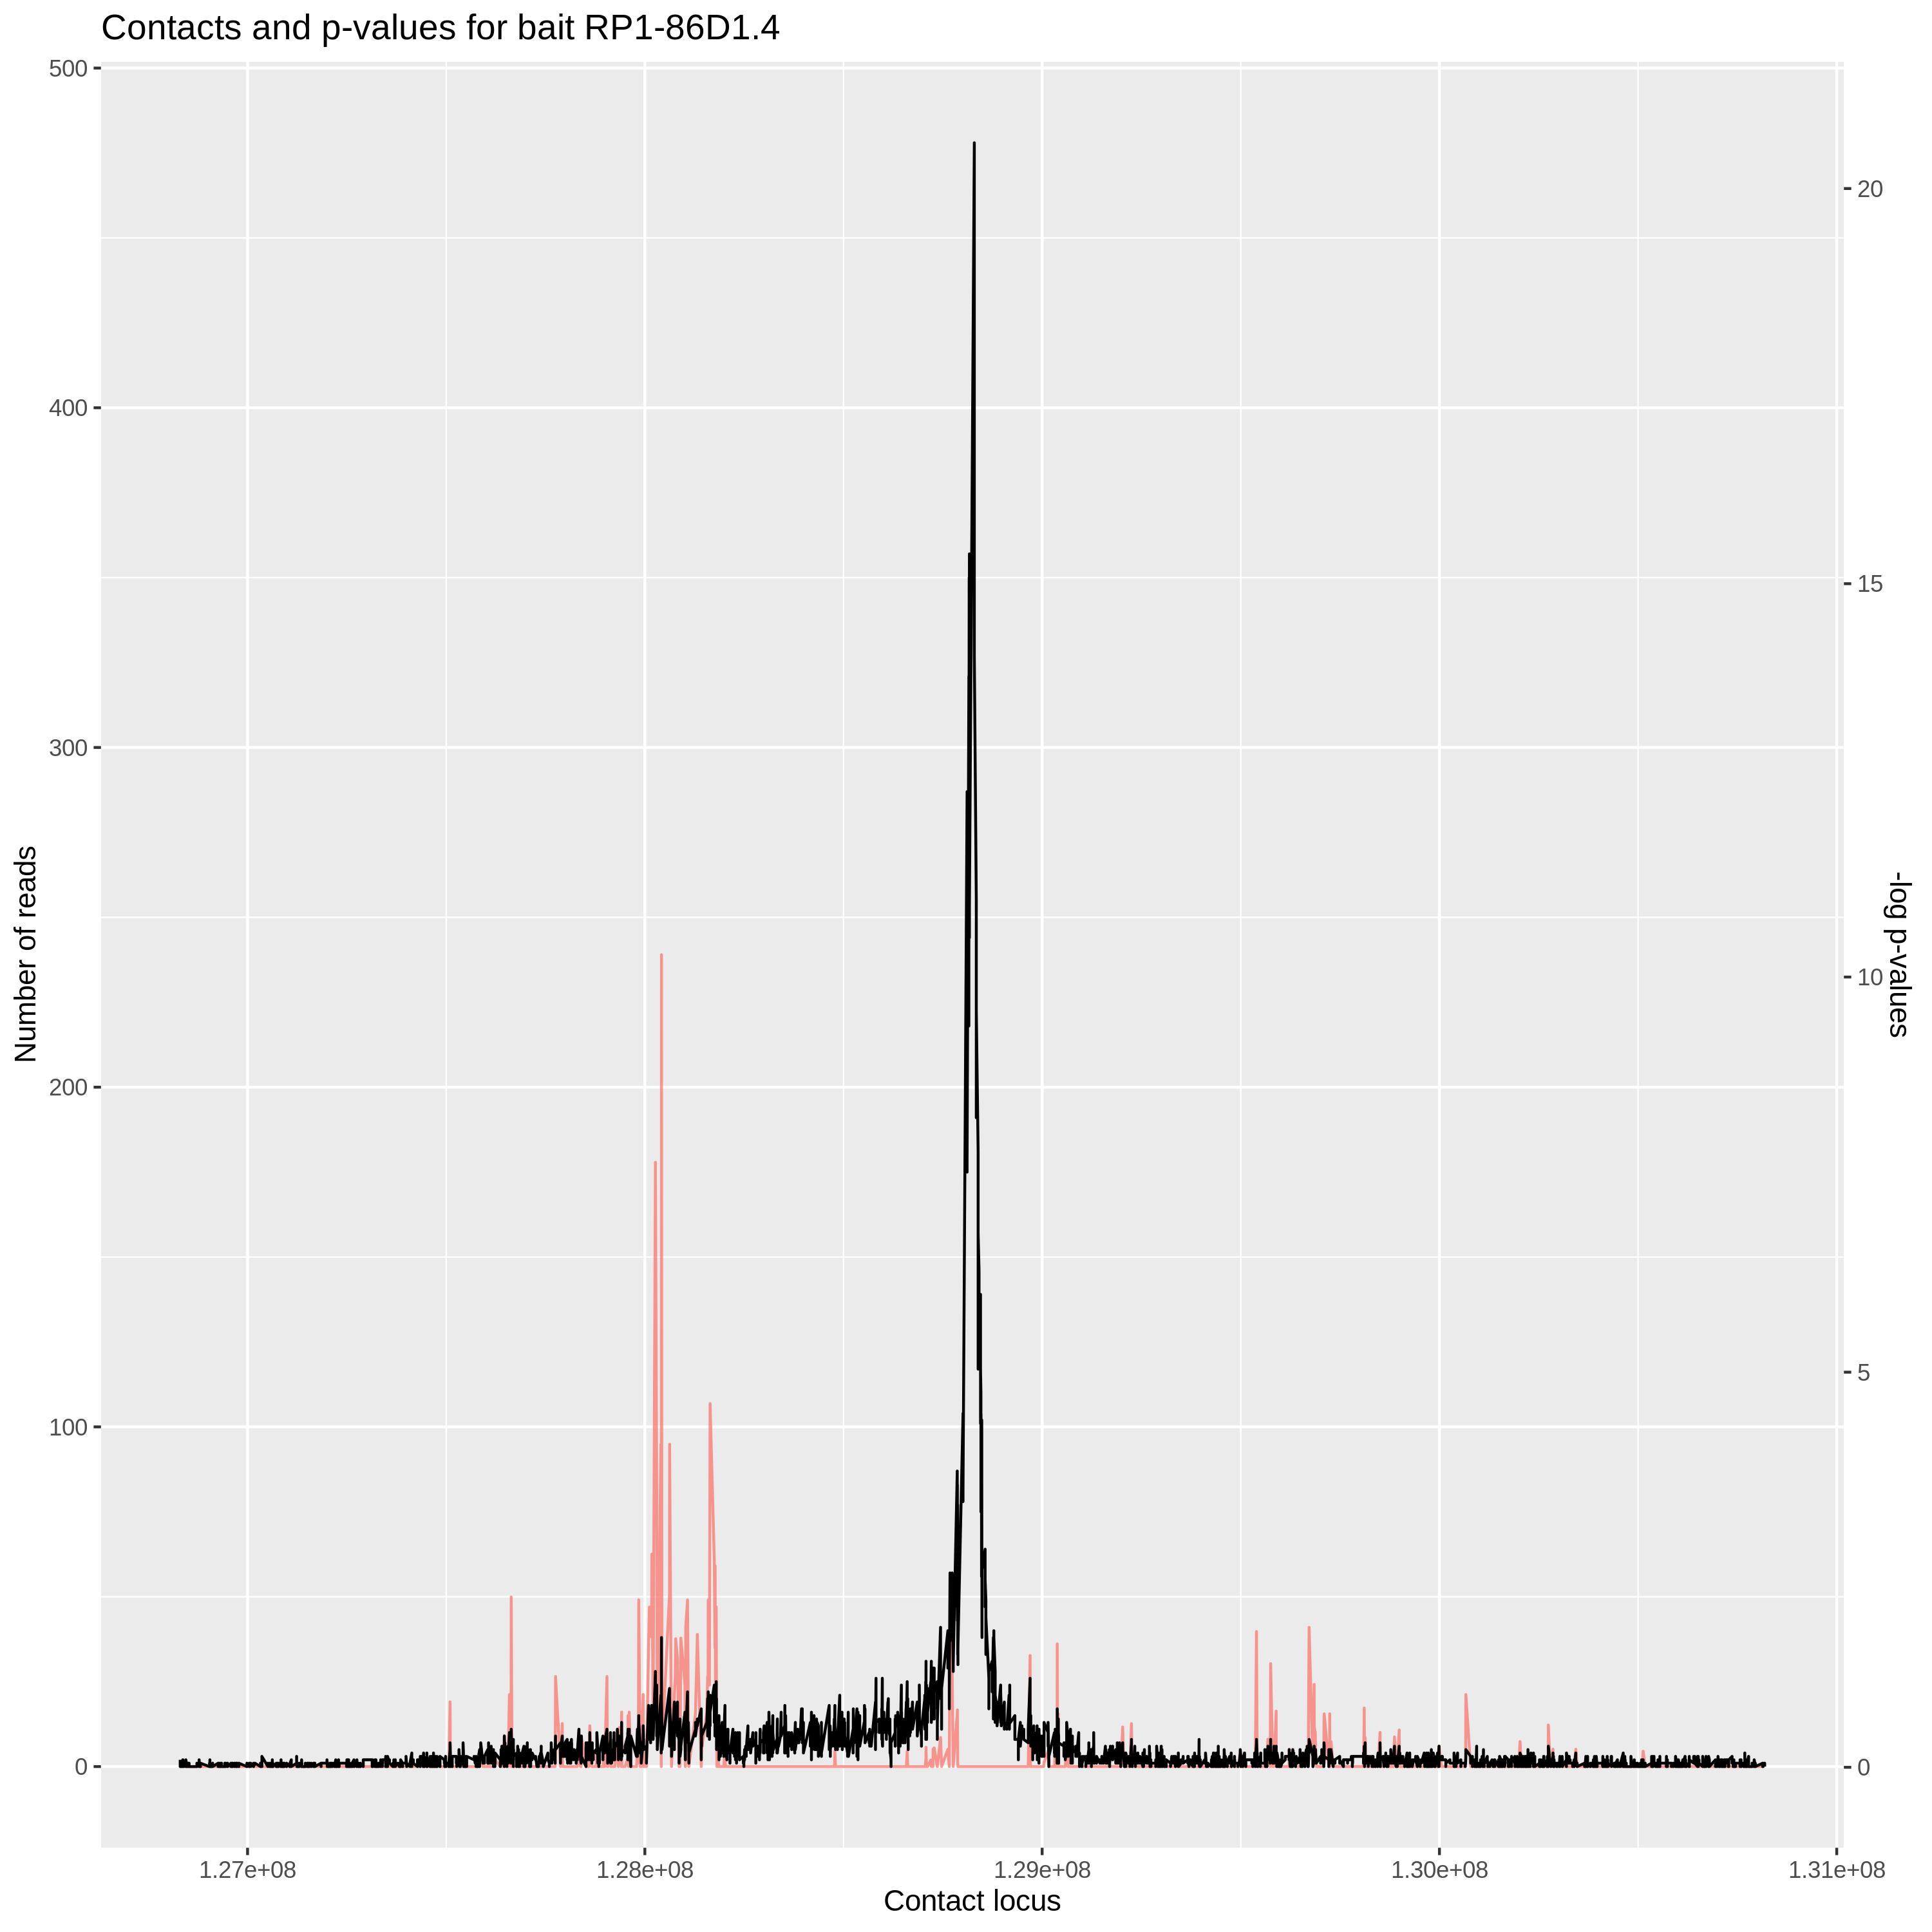 Contacts and p-values for bait RP1-86D1.4
500
400
300
200
100
0
Number of reads
20
15
10
5
0
-log p-values
1.27e+08
1.28e+08
1.29e+08
1.30e+08
1.31e+08
Contact locus